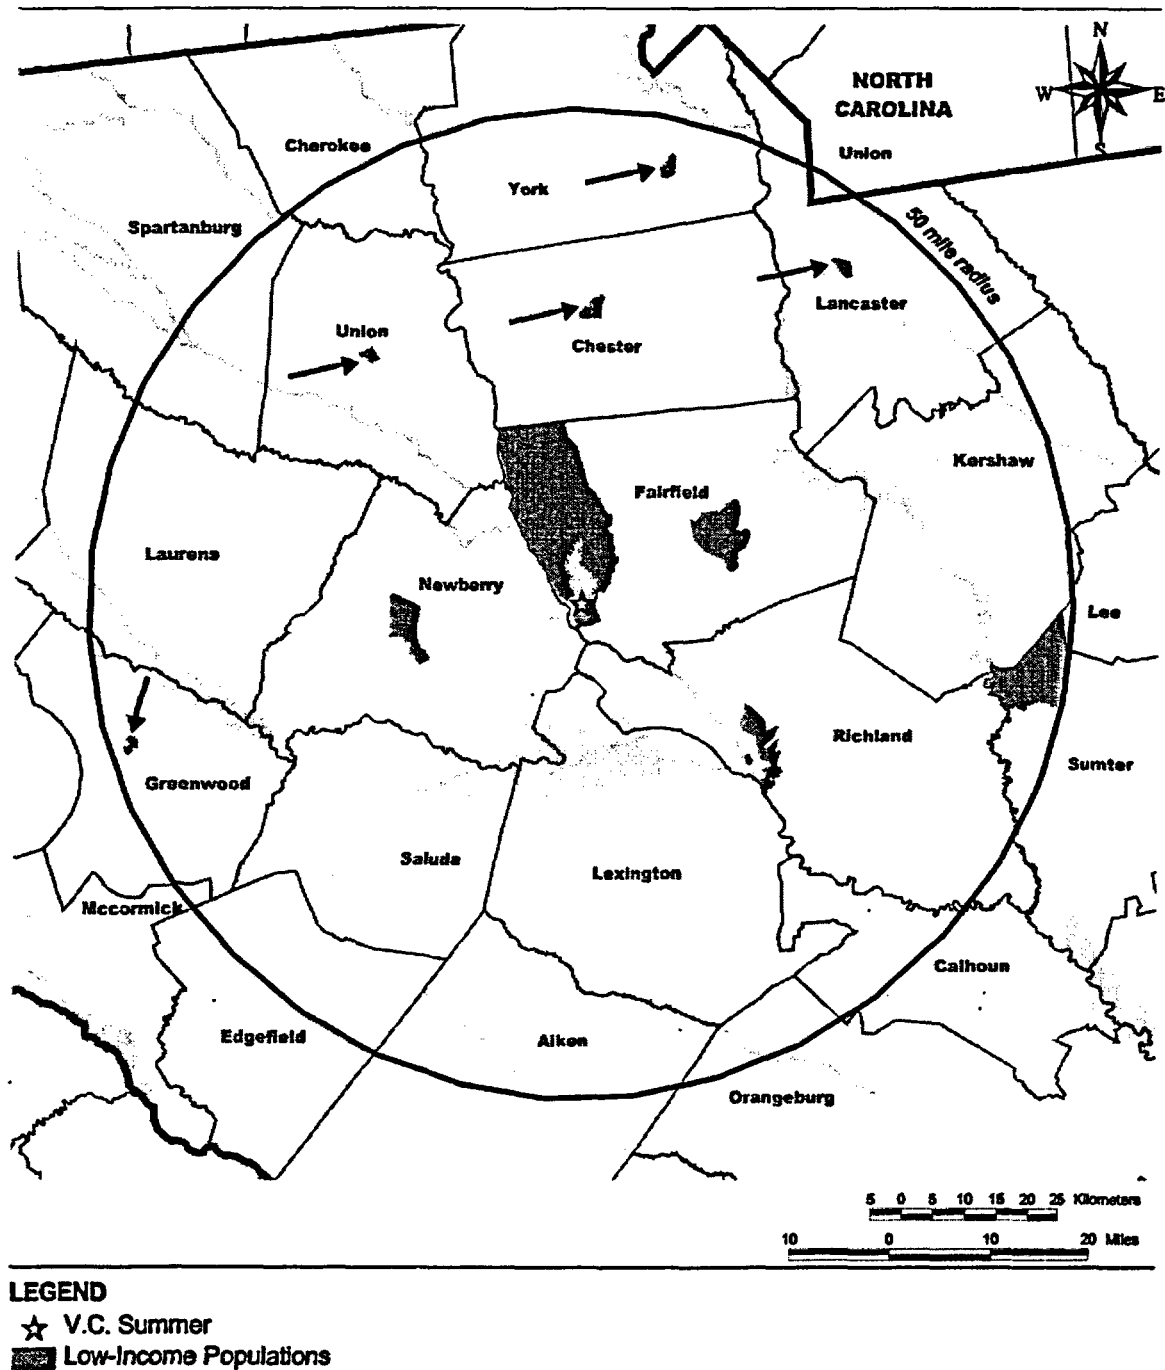 N
NORTH
CAROLINA
W
E
S
Cherokee
Union
York
Spartanburg
50 mile radius
Lancaster
Union
Chester
Kershaw
Fairfield
Laurens
Newberry
Lee
Richland
Sumter
Greenwood
Saluda
Lexington
Mccormick
Calhoun
Edgefield
Aiken
Orangeburg
5 0 5 10 15 20 25 Kilometers
10 0 10 20 Miles
LEGEND
V.C. Summer
Low-Income Populations